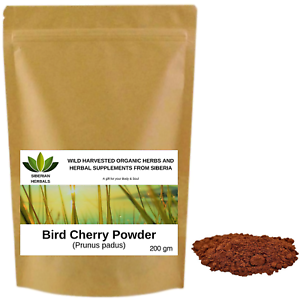 SIBERIAN
HERBALS
WILD HARVESTED ORGANIC HERBS AND
HERBAL SUPPLEMENTS FROM SIBERIA
A gift for your Body & Soul
Bird Cherry Powder
(Prunus padus)
200 gm